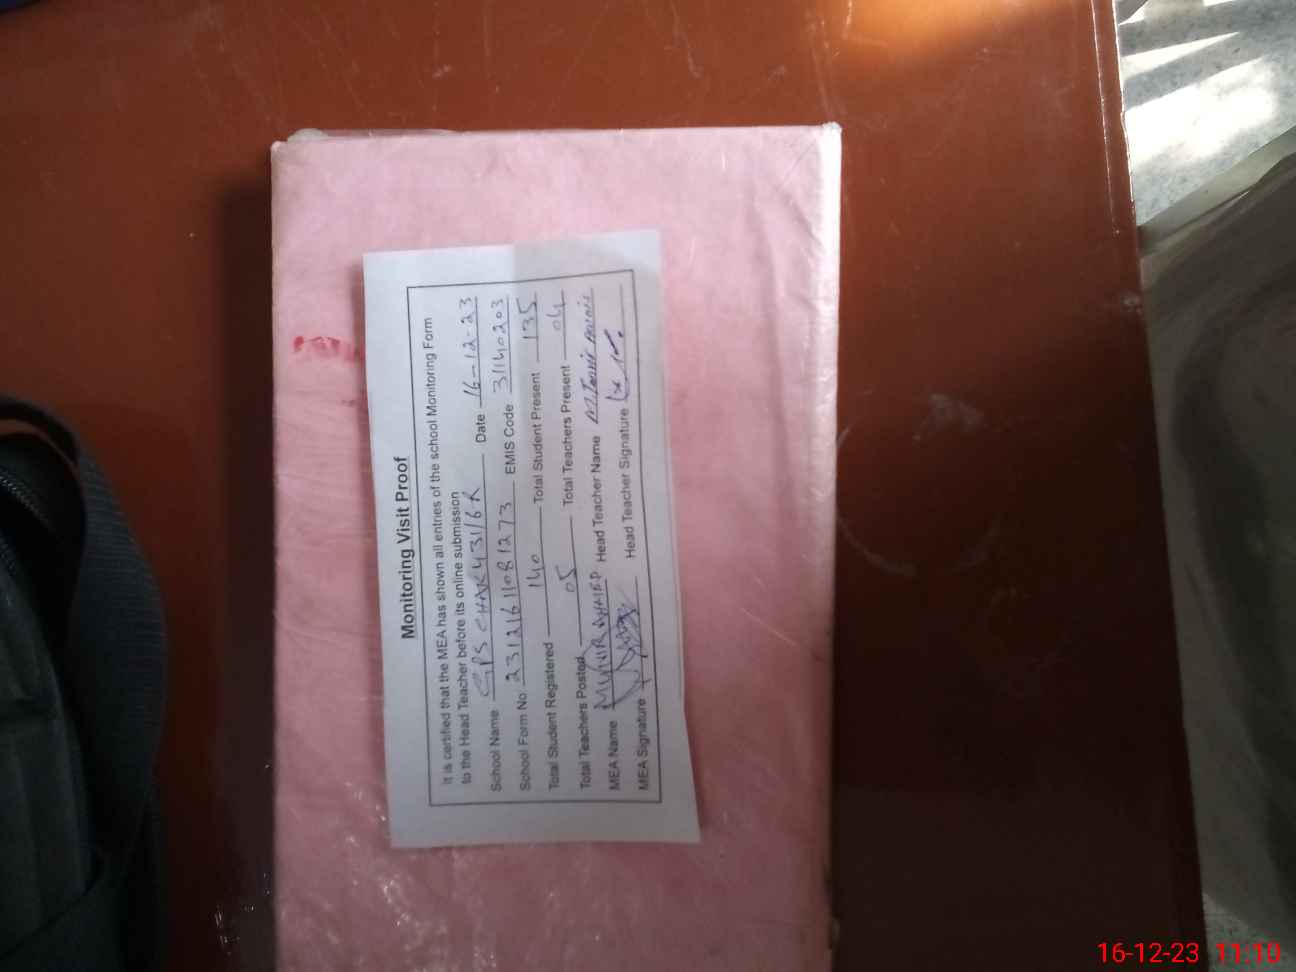 Monitoring Visit Proof
It is certified that the MEA has shown all entries of the school Monitoring Form
to the Head Teacher before its online submission
School Name GPS CHAK 431/6R Date 16-12-23
School Form No 23121611081273 EMIS Code 31140203
Total Student Registered 140 Total Student Present 135
Total Teachers Posted 05 Total Teachers Present 04
MEA Name MUNIR AHMED Head Teacher Name M.
MEA Signature Head Teacher Signature
16-12-23 11:10